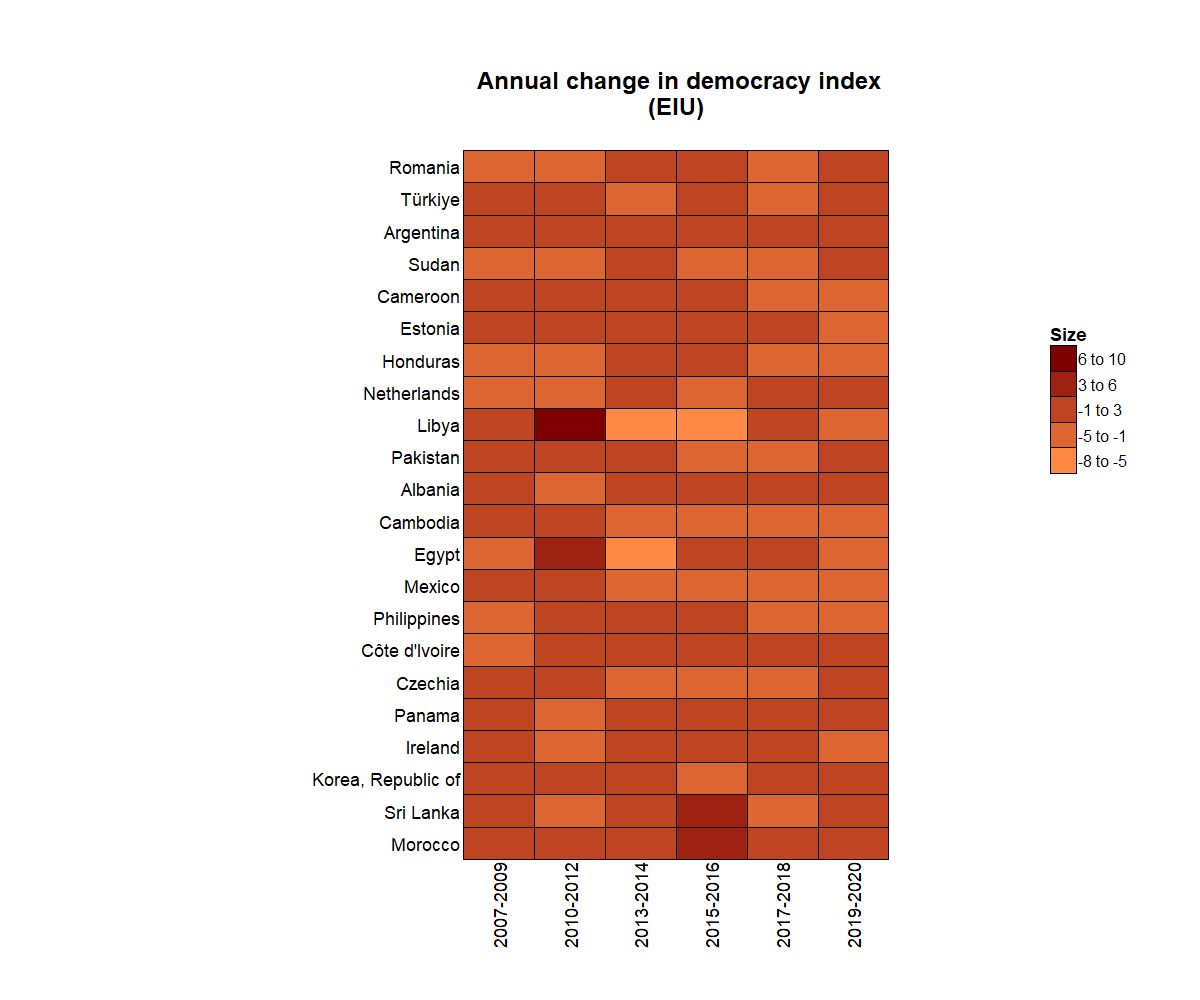 Annual change in democracy index
(EIU)
Romania
Türkiye
Argentina
Sudan
Cameroon
Estonia
Honduras
Netherlands
Libya
Pakistan
Albania
Cambodia
Egypt
Mexico
Philippines
Côte d'Ivoire
Czechia
Panama
Ireland
Korea, Republic of
Sri Lanka
Morocco
2007-2009
2010-2012
2013-2014
2015-2016
2017-2018
2019-2020
Size
6 to 10
3 to 6
-1 to 3
-5 to -1
-8 to -5